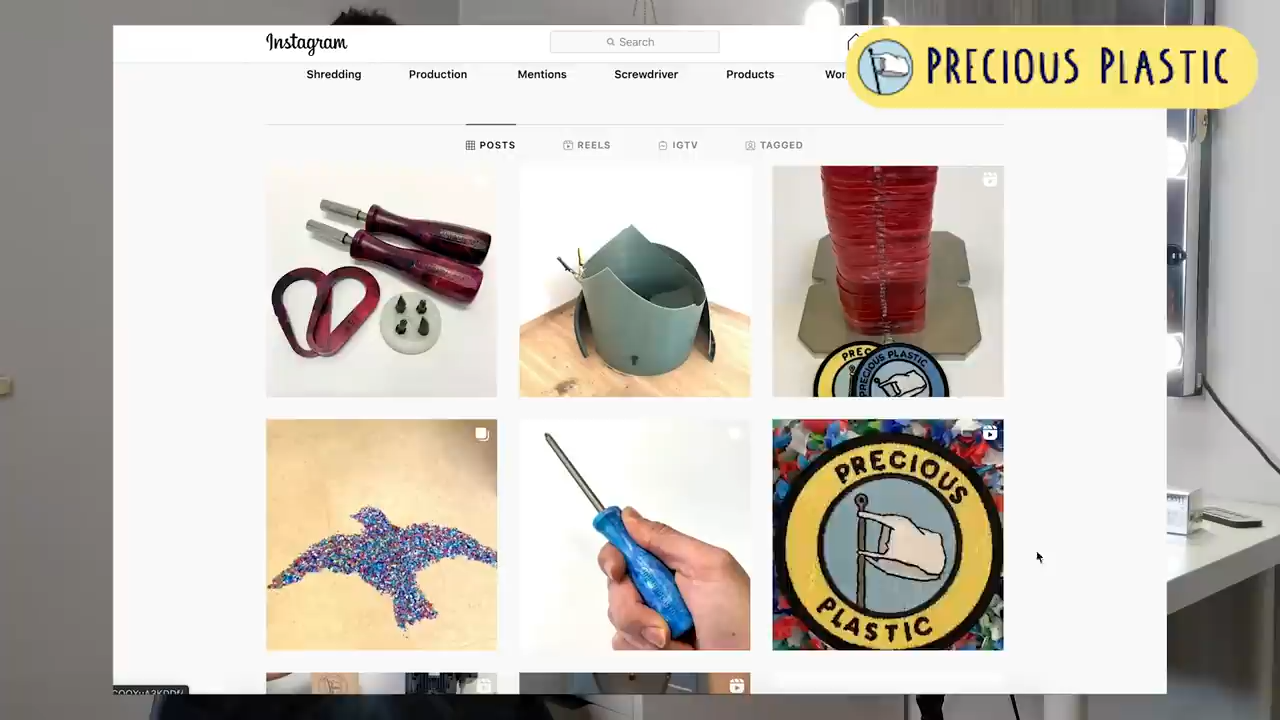 Instagram
Search
PRECIOUS PLASTIC
Shredding
Production
Mentions
Screwdriver
Products
POSTS
REELS
IGTV
TAGGED
PRECIOUS PLASTIC
PRECIOUS
PLASTIC